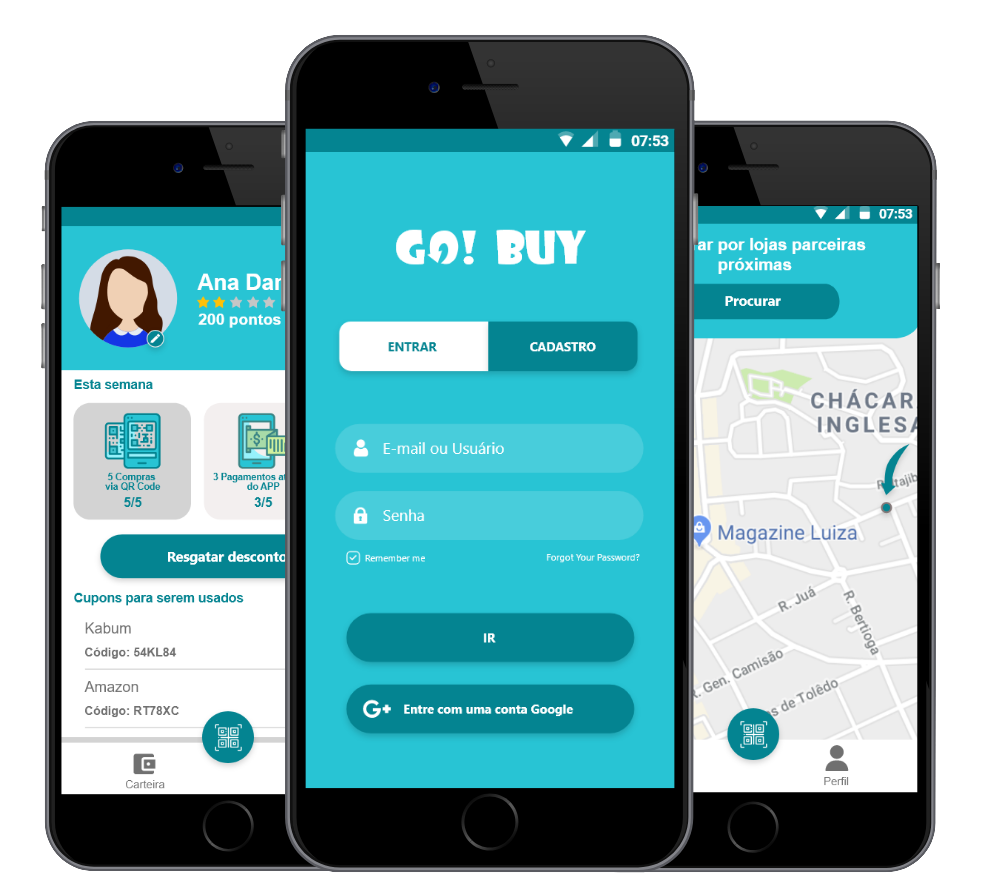 Ana Dar
200 pontos
Esta semana
5 Compras
via QR Code
5/5
3 Pagamentos at
do APP
3/5
Resgatar desconto
Cupons para serem usados
Kabum
Código: 54KL84
Amazon
Código: RT78XC
Carteira
07:53
GO! BUY
ENTRAR
CADASTRO
E-mail ou Usuário
Senha
Remember me
Forgot Your Password?
IR
G+ Entre com uma conta Google
07:53
ar por lojas parceiras
próximas
Procurar
CHÁCAR
INGLESA
Magazine Luiza
R. Juá
R. Bertioga
R. Gen. Camisão
s de Tolêdo
Perfil